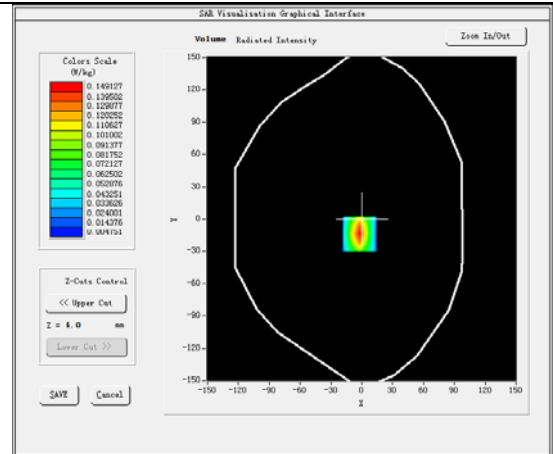 SAR Visualisation Graphical Interface
Volume Radiated Intensity
Zoom In/Out
Colors Scale
(W/kg)
0.149127
0.139502
0.129877
0.120252
0.110627
0.101002
0.091377
0.081752
0.072127
0.062502
0.052876
0.043251
0.033626
0.024001
0.014376
0.004751
Z-Cuts Control
<< Upper Cut
Z = 4.0 mm
Lower Cut >>
SAVE
Cancel
150
120
90
60
30
0
-30
-60
-90
-120
-150
Y
-150 -120 -90 -60 -30 0 30 60 90 120 150
X